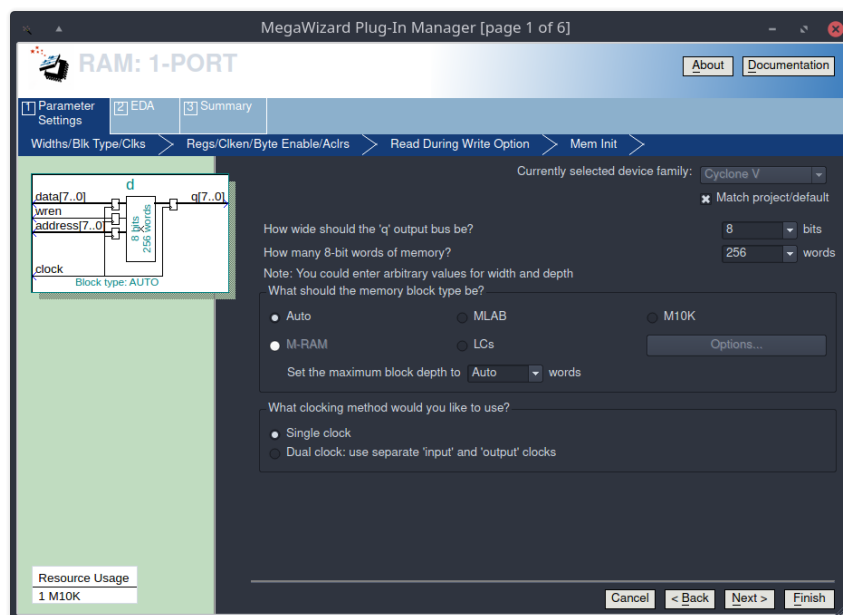 MegaWizard Plug-In Manager [page 1 of 6]
RAM: 1-PORT
About
Documentation
1 Parameter Settings
2 EDA
3 Summary
Widths/Blk Type/Clks
Regs/Clken/Byte Enable/Aclrs
Read During Write Option
Mem Init
d
data[7..0]
wren
address[7..0]
clock
q[7..0]
8 bits
256 words
Block type: AUTO
Currently selected device family:
Cyclone V
Match project/default
How wide should the 'q' output bus be?
8
bits
How many 8-bit words of memory?
256
words
Note: You could enter arbitrary values for width and depth
What should the memory block type be?
Auto
MLAB
M10K
M-RAM
LCs
Options...
Set the maximum block depth to
Auto
words
What clocking method would you like to use?
Single clock
Dual clock: use separate 'input' and 'output' clocks
Resource Usage
1 M10K
Cancel
< Back
Next >
Finish